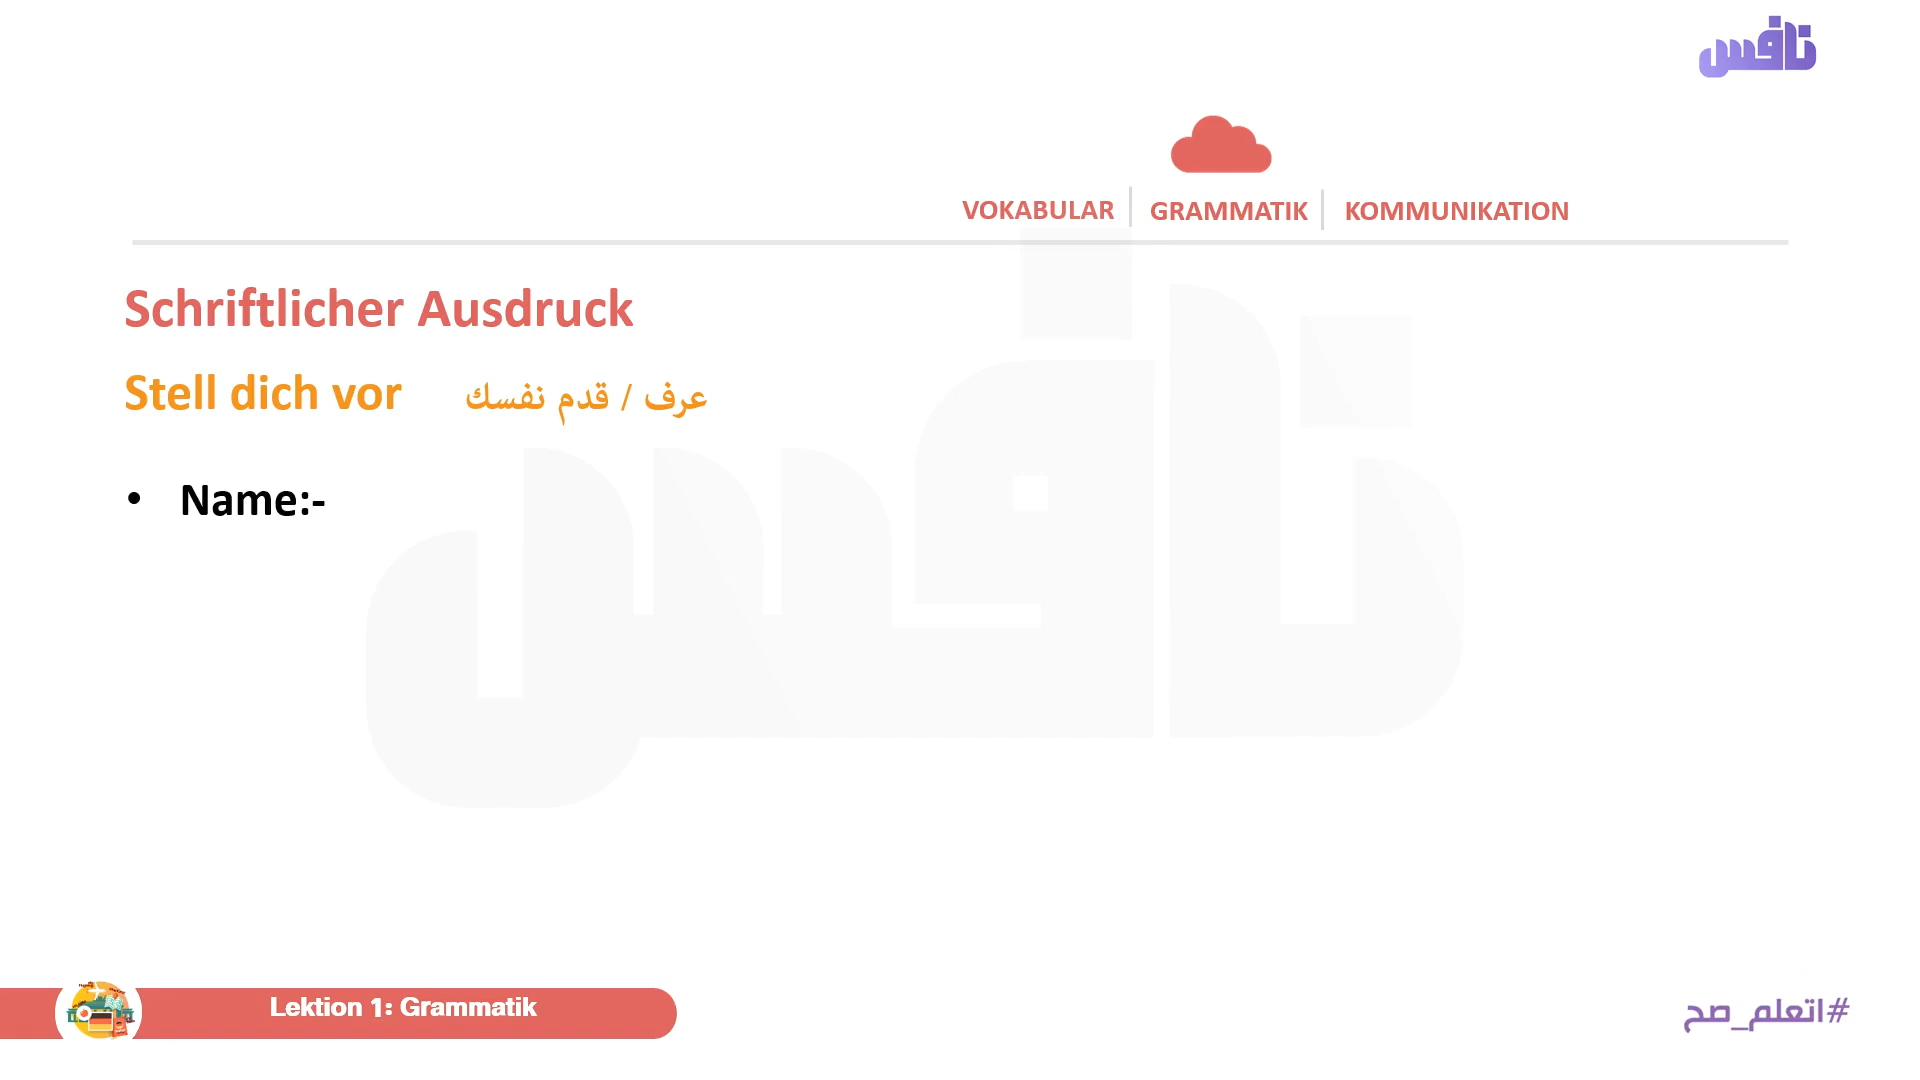 نافس
VOKABULAR
GRAMMATIK
KOMMUNIKATION
Schriftlicher Ausdruck
Stell dich vor عرف / قدم نفسك
• Name:-
Lektion 1: Grammatik
#اتعلم_صح